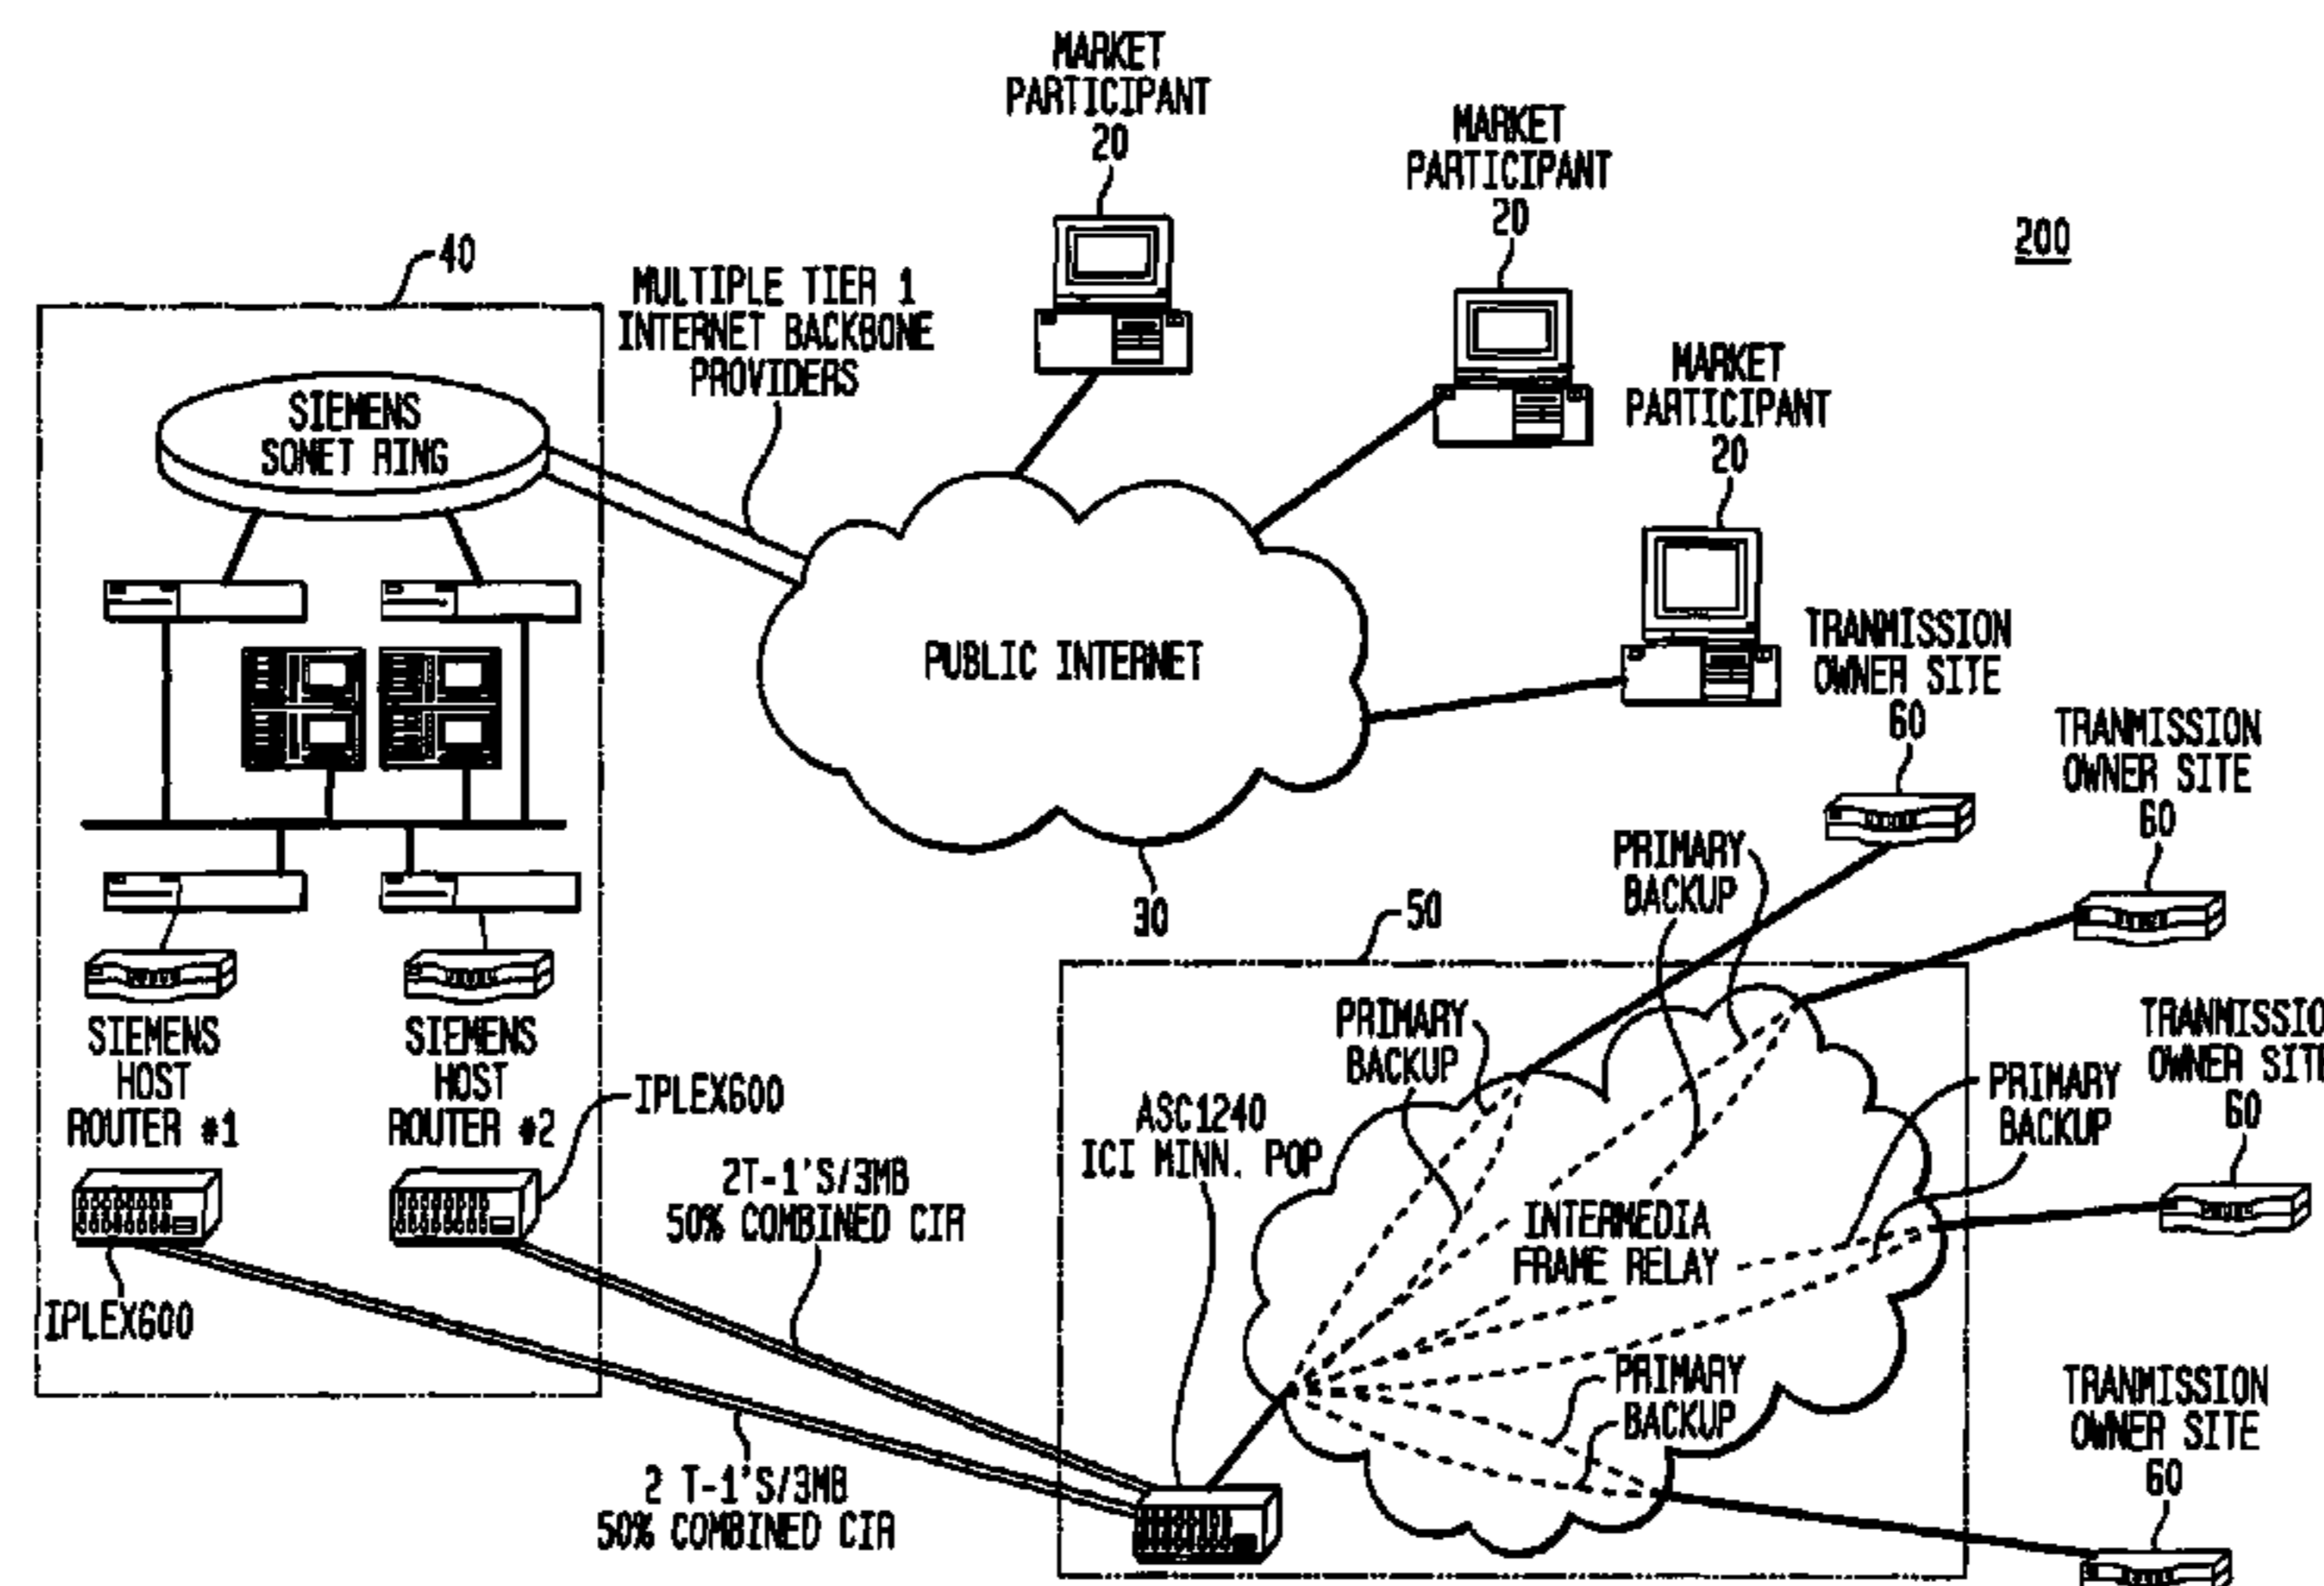 MARKET
PARTICIPANT
20
MARKET
PARTICIPANT
20
200
40
MULTIPLE TIER 1
INTERNET BACKBONE
PROVIDERS
MARKET
PARTICIPANT
20
SIEMENS
SONET RING
PUBLIC INTERNET
TRANMISSION
OWNER SITE
60
TRANMISSION
OWNER SITE
60
PRIMARY
BACKUP
30
50
SIEMENS
HOST
ROUTER #1
SIEMENS
HOST
ROUTER #2
PRIMARY
BACKUP
TRANMISSIO
OWNER SITE
60
PRIMARY
BACKUP
IPLEX600
ASC1240
ICI MINN. POP
2T-1'S/3MB
50% COMBINED CIR
INTERMEDIA
FRAME RELAY
IPLEX600
PRIMARY
BACKUP
TRANMISSION
OWNER SITE
60
2 T-1'S/3MB
50% COMBINED CIR